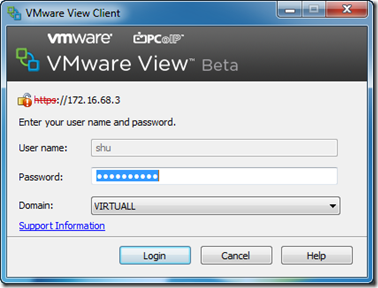 VMware View Client
vmware® PCoIP™
VMware View™ Beta
https://172.16.68.3
Enter your user name and password.
User name: shu
Password: ••••••••••
Domain: VIRTUALL
Support Information
Login Cancel Help